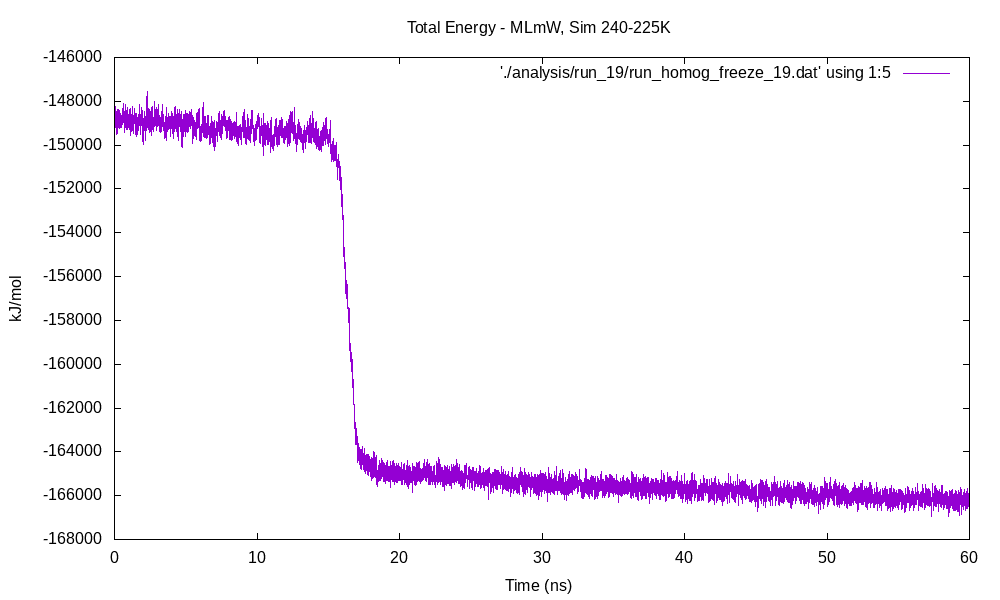 Total Energy - MLmW, Sim 240-225K
'./analysis/run_19/run_homog_freeze_19.dat' using 1:5
-146000
-148000
-150000
-152000
-154000
-156000
-158000
-160000
-162000
-164000
-166000
-168000
kJ/mol
0 10 20 30 40 50 60
Time (ns)